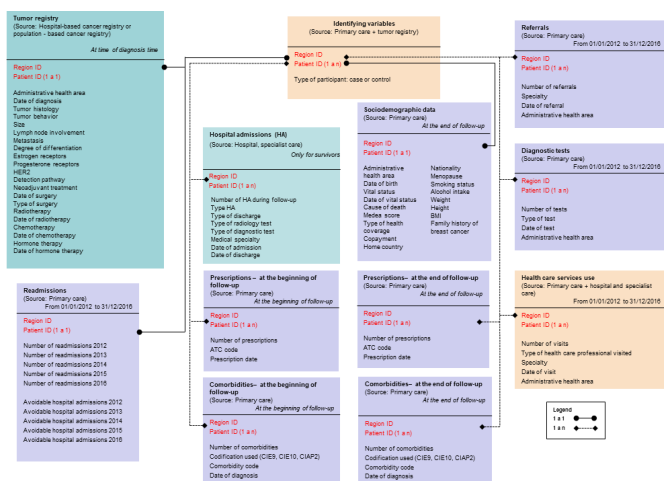 Tumor registry
(Source: Hospital-based cancer registry or
population - based cancer registry)
At time of diagnosis time
Region ID
Patient ID (1 a 1)
Administrative health area
Date of diagnosis
Tumor histology
Tumor behavior
Size
Lymph node involvement
Metastasis
Degree of differentiation
Estrogen receptors
Progesterone receptors
HER2
Detection pathway
Neoadjuvant treatment
Date of surgery
Type of surgery
Radiotherapy
Date of radiotherapy
Chemotherapy
Date of chemotherapy
Hormone therapy
Date of hormone therapy
Readmissions
(Source: Primary care)
From 01/01/2012 to 31/12/2016
Region ID
Patient ID (1 a 1)
Number of readmissions 2012
Number of readmissions 2013
Number of readmissions 2014
Number of readmissions 2015
Number of readmissions 2016
Avoidable hospital admissions 2012
Avoidable hospital admissions 2013
Avoidable hospital admissions 2014
Avoidable hospital admissions 2015
Avoidable hospital admissions 2016
Identifying variables
(Source: Primary care + tumor registry)
Region ID
Patient ID (1 a n)
Type of participant: case or control
Hospital admissions (HA)
(Source: Hospital, specialist care)
Only for survivors
Region ID
Patient ID (1 a n)
Number of HA during follow-up
Type HA
Type of discharge
Type of radiology test
Type of diagnostic test
Medical specialty
Date of admission
Date of discharge
Sociodemographic data
(Source: Primary care)
At the end of follow-up
Region ID
Patient ID (1 a 1)
Administrative
health area
Date of birth
Vital status
Date of vital status
Cause of death
Medea score
Type of health
coverage
Copayment
Home country
Nationality
Menopause
Smoking status
Alcohol intake
Weight
Height
BMI
Family history of
breast cancer
Prescriptions– at the beginning of
follow-up
(Source: Primary care)
At the beginning of follow-up
Region ID
Patient ID (1 a n)
Number of prescriptions
ATC code
Prescription date
Prescriptions– at the end of follow-up
(Source: Primary care)
At the end of follow-up
Region ID
Patient ID (1 a n)
Number of prescriptions
ATC code
Prescription date
Comorbidities– at the beginning of
follow-up
(Source: Primary care)
At the beginning of follow-up
Region ID
Patient ID (1 a n)
Number of comorbidities
Codification used (CIE9, CIE10, CIAP2)
Comorbidity code
Date of diagnosis
Comorbidities– at the end of follow-up
(Source: Primary care)
At the end of follow-up
Region ID
Patient ID (1 a n)
Number of comorbidities
Codification used (CIE9, CIE10, CIAP2)
Comorbidity code
Date of diagnosis
Referrals
(Source: Primary care)
From 01/01/2012 to 31/12/2016
Region ID
Patient ID (1 a n)
Number of referrals
Specialty
Date of referral
Administrative health area
Diagnostic tests
(Source: Primary care)
From 01/01/2012 to 31/12/2016
Region ID
Patient ID (1 a n)
Number of tests
Type of test
Date of test
Administrative health area
Health care services use
(Source: Primary care + hospital and specialist
care)
From 01/01/2012 to 31/12/2016
Region ID
Patient ID (1 a n)
Number of visits
Type of health care professional visited
Specialty
Date of visit
Administrative health area
Legend
1 a 1
1 a n